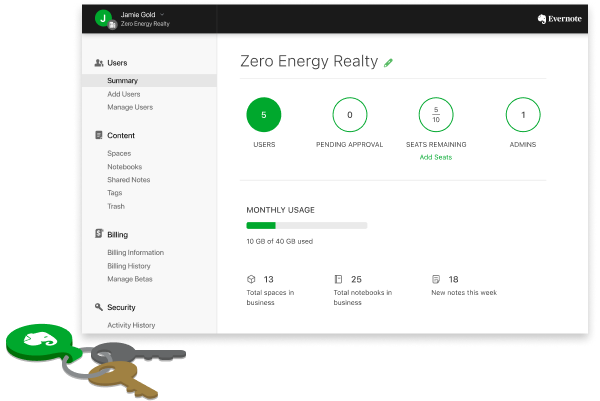 J Jamie Gold
Zero Energy Realty
Evernote
Users
Summary
Add Users
Manage Users
Content
Spaces
Notebooks
Shared Notes
Tags
Trash
Billing
Billing Information
Billing History
Manage Betas
Security
Activity History
Zero Energy Realty
5
USERS
0
PENDING APPROVAL
5
10
SEATS REMAINING
Add Seats
1
ADMINS
MONTHLY USAGE
10 GB of 40 GB used
13
Total spaces in
business
25
Total notebooks in
business
18
New notes this week